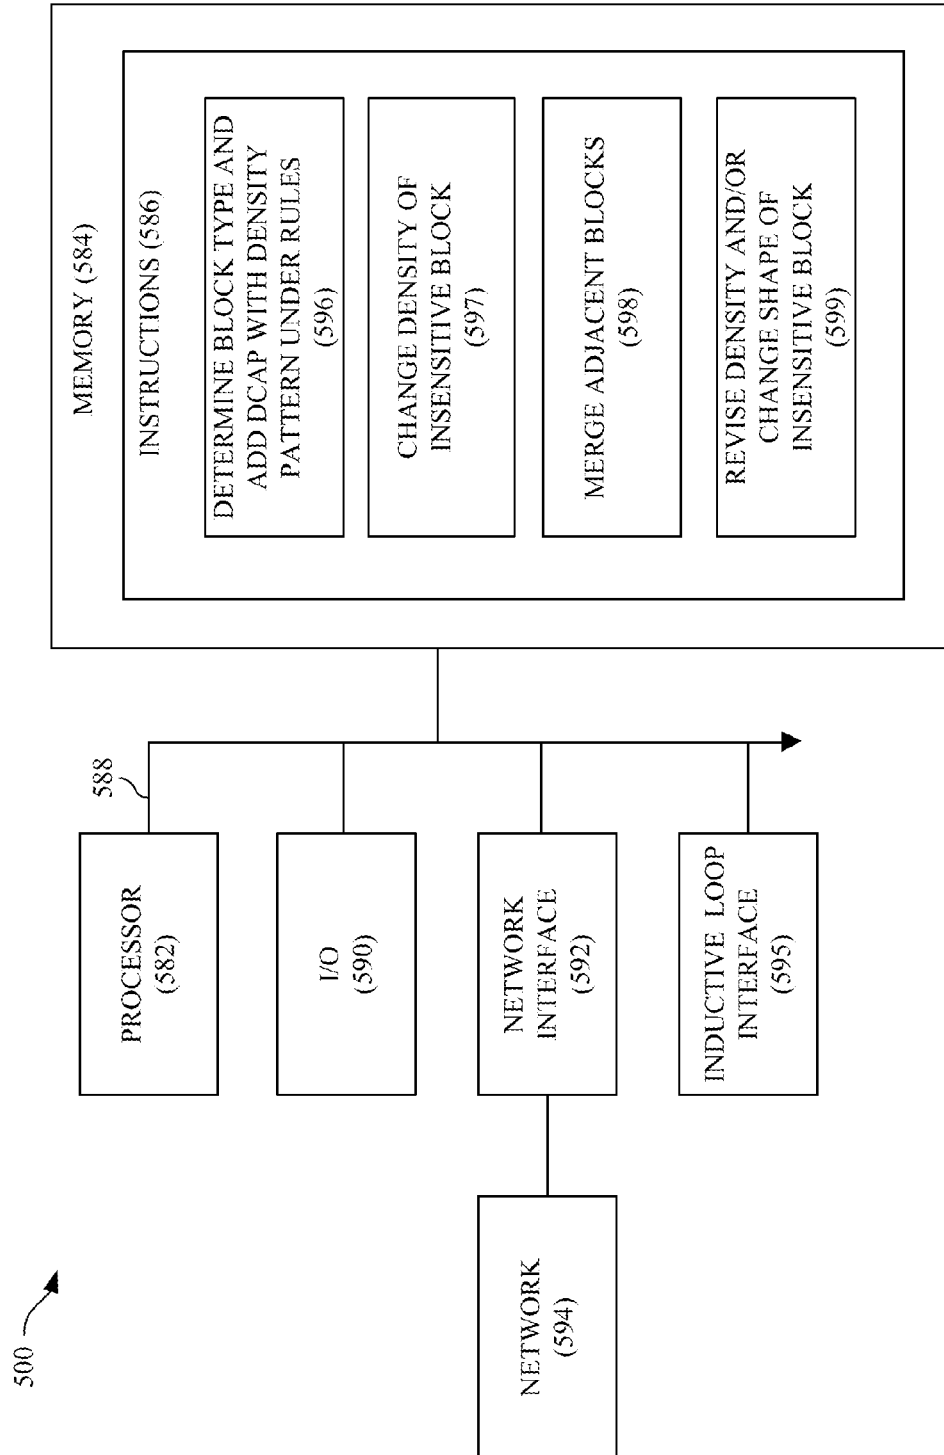 500
MEMORY (584)
INSTRUCTIONS (586)
DETERMINE BLOCK TYPE AND
ADD DCAP WITH DENSITY
PATTERN UNDER RULES
(596)
CHANGE DENSITY OF
INSENSITIVE BLOCK
(597)
MERGE ADJACENT BLOCKS
(598)
REVISE DENSITY AND/OR
CHANGE SHAPE OF
INSENSITIVE BLOCK
(599)
588
PROCESSOR
(582)
I/O
(590)
NETWORK
INTERFACE
(592)
INDUCTIVE LOOP
INTERFACE
(595)
NETWORK
(594)